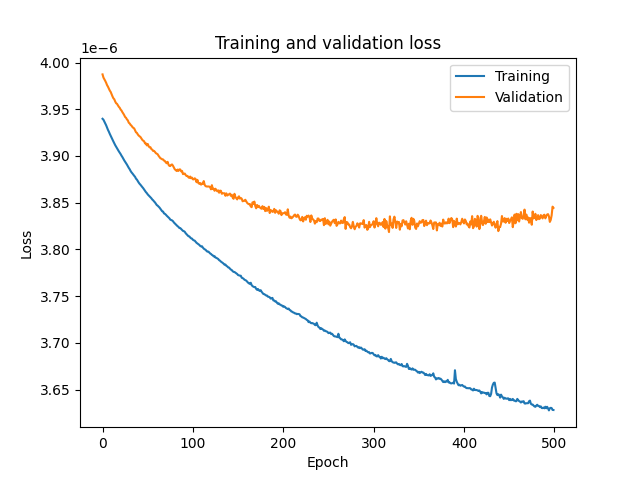 Training and validation loss
1e−6
4.00
3.95
3.90
3.85
3.80
3.75
3.70
3.65
Loss
Training
Validation
0
100
200
300
400
500
Epoch